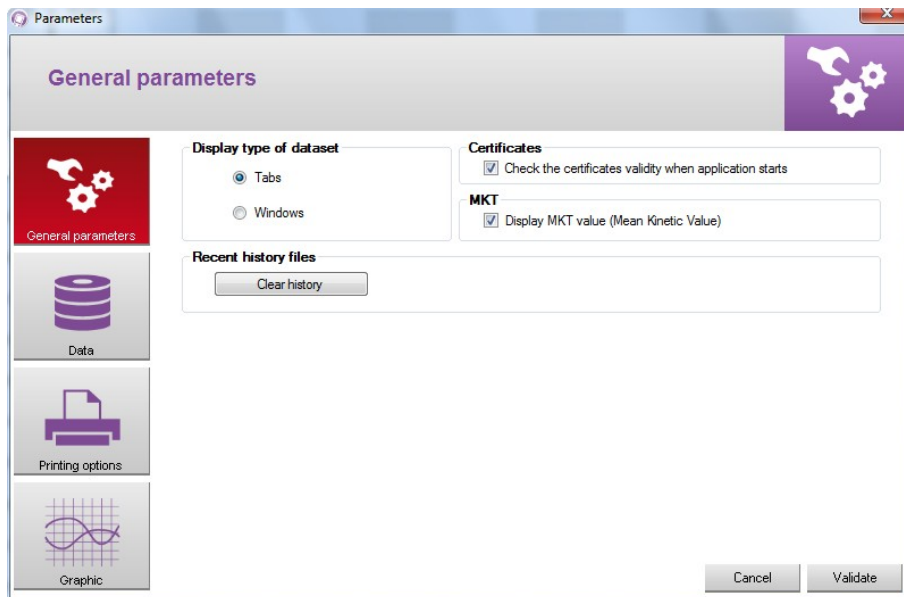 Parameters
General parameters
General parameters
Data
Printing options
Graphic
Display type of dataset
Tabs
Windows
Certificates
Check the certificates validity when application starts
MKT
Display MKT value (Mean Kinetic Value)
Recent history files
Clear history
Cancel
Validate